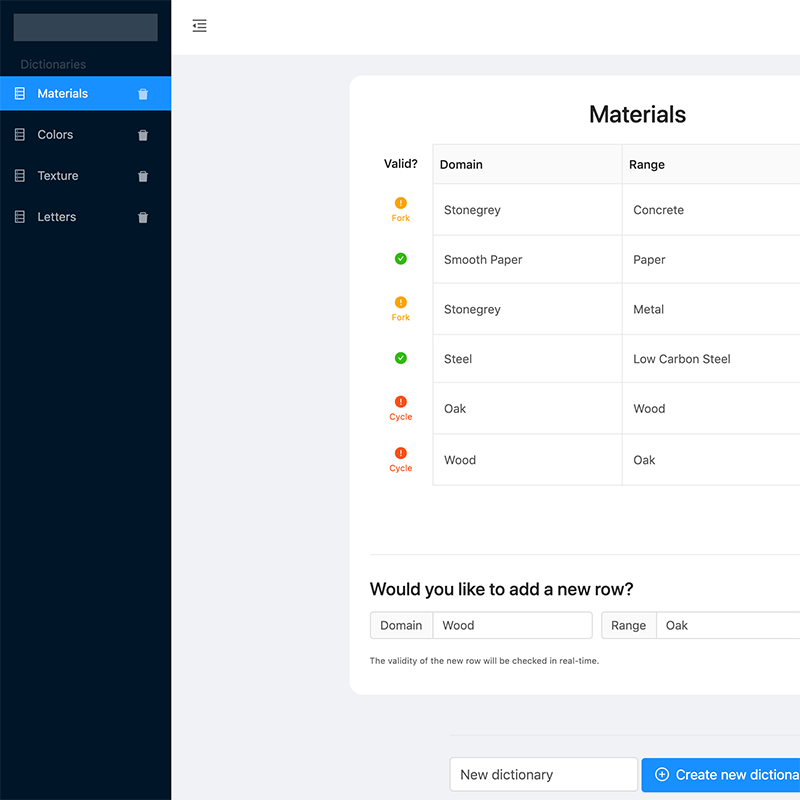 Dictionaries
Materials
Colors
Texture
Letters
Materials
Valid? Domain Range
Fork Stonegrey Concrete
Smooth Paper Paper
Fork Stonegrey Metal
Steel Low Carbon Steel
Cycle Oak Wood
Cycle Wood Oak
Would you like to add a new row?
Domain Wood Range Oak
The validity of the new row will be checked in real-time.
New dictionary Create new dictiona